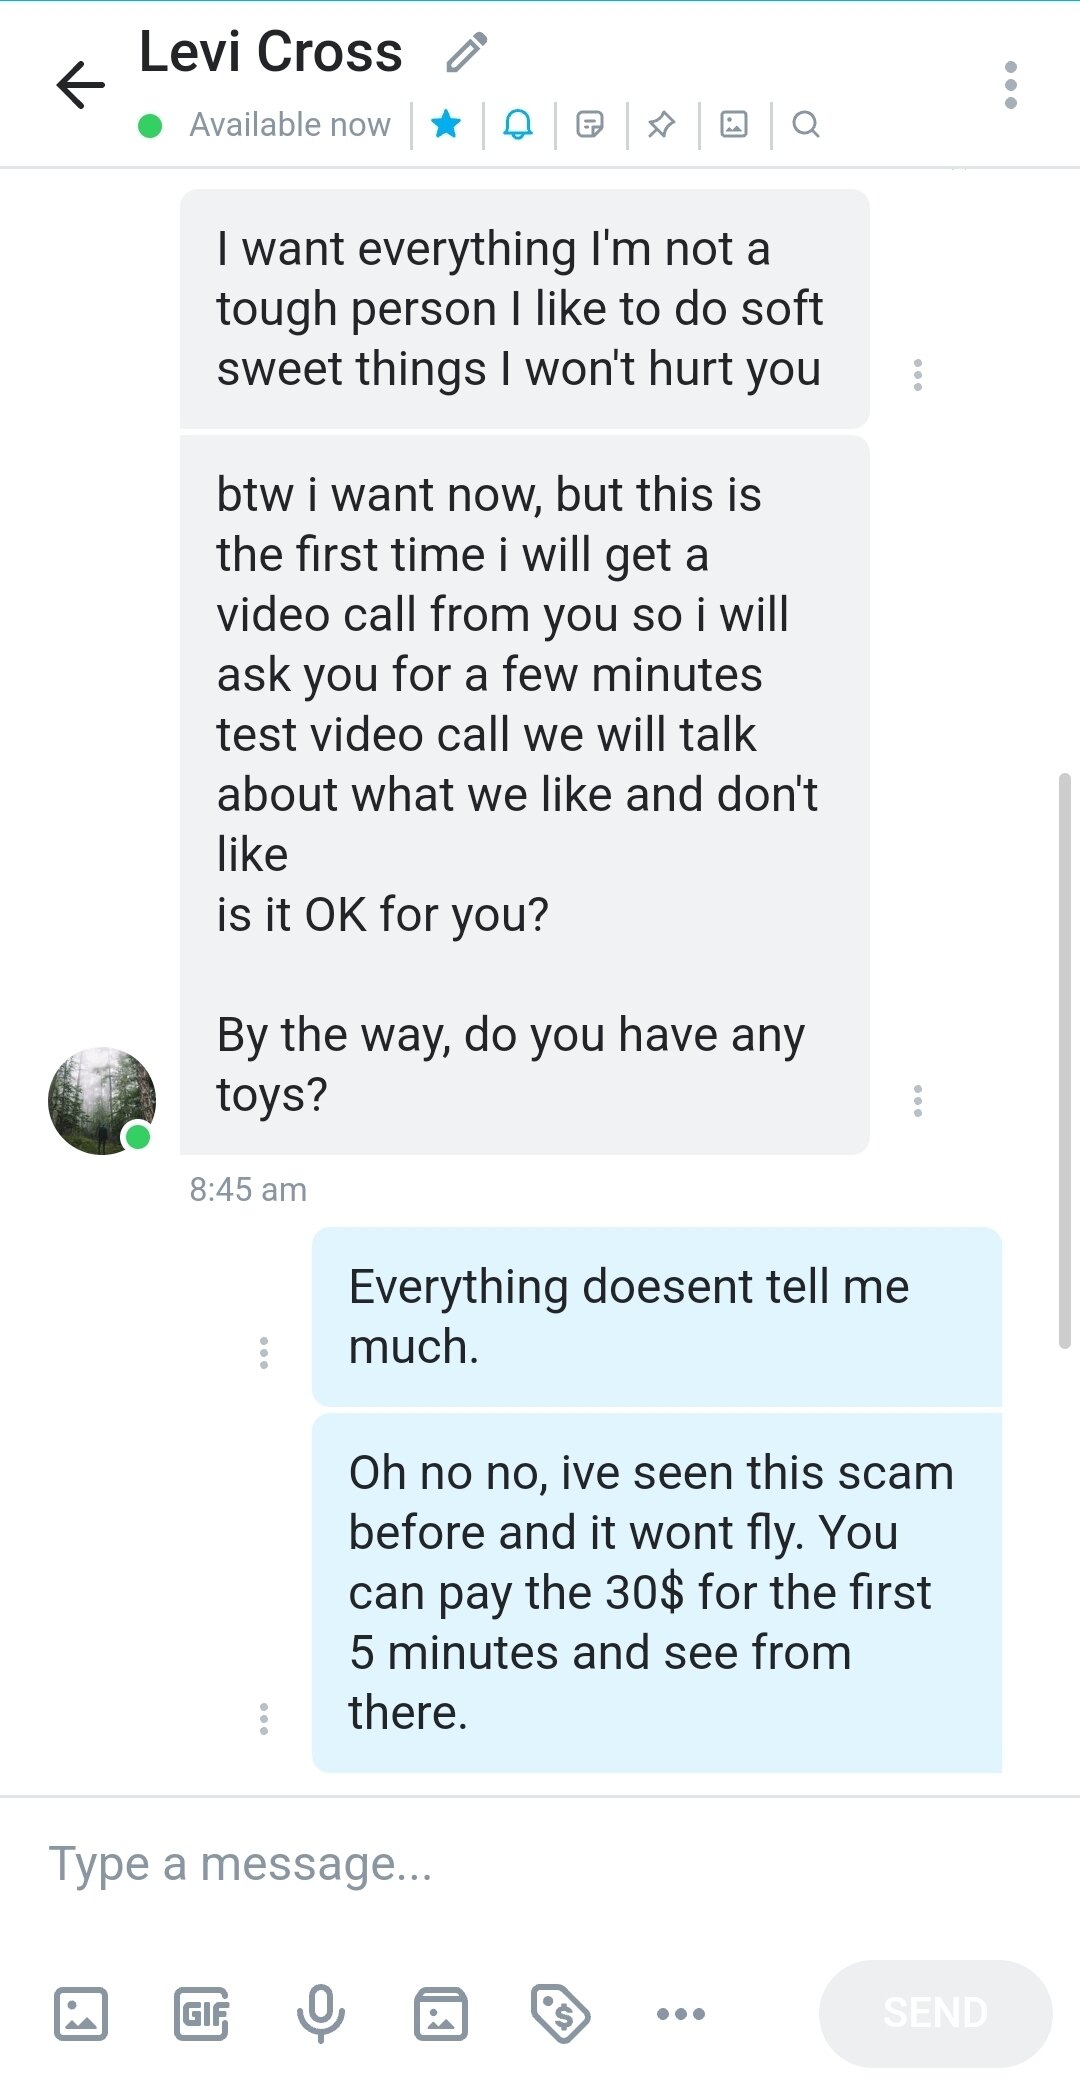 Levi Cross
Available now
I want everything I'm not a
tough person I like to do soft
sweet things I won't hurt you
btw i want now, but this is
the first time i will get a
video call from you so i will
ask you for a few minutes
test video call we will talk
about what we like and don't
like
is it OK for you?
By the way, do you have any
toys?
8:45 am
Everything doesent tell me
much.
Oh no no, ive seen this scam
before and it wont fly. You
can pay the 30$ for the first
5 minutes and see from
there.
Type a message...
GIF
$
SEND